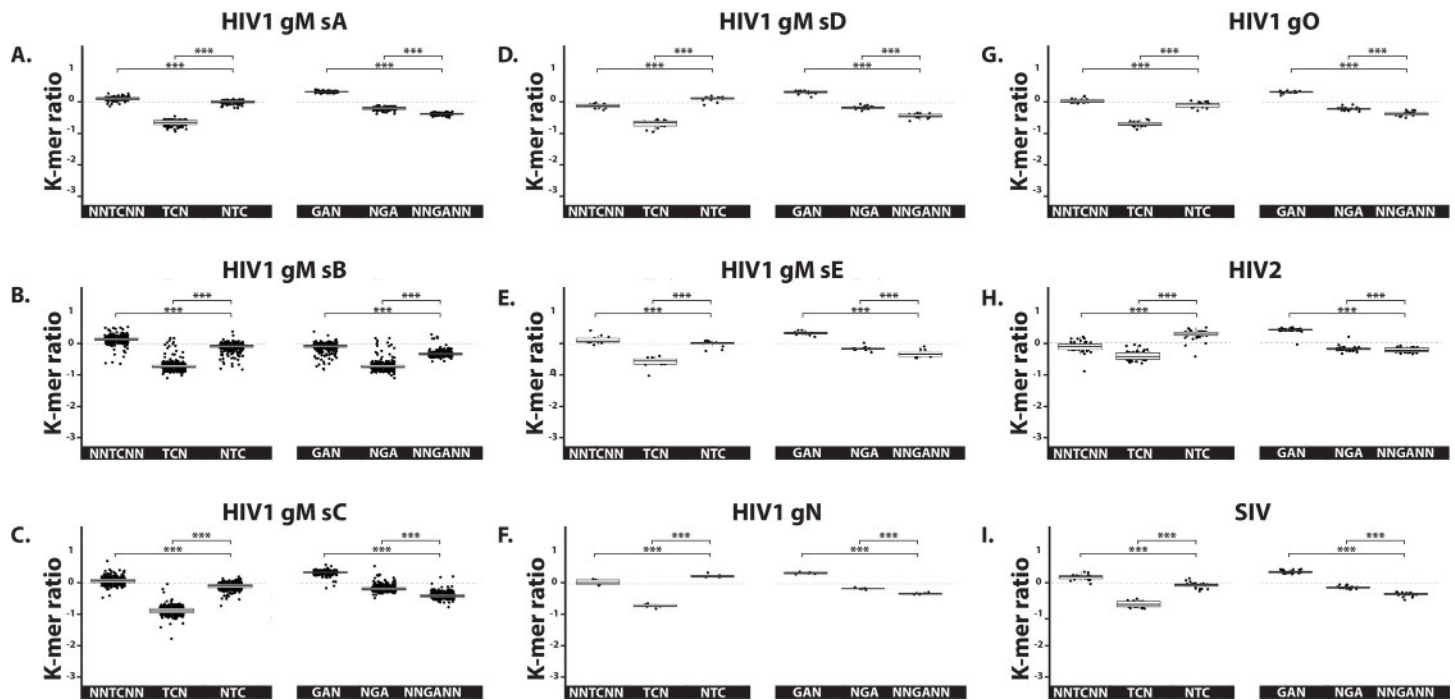 HIV1 gM sA
A.
K-mer ratio
1
0
-1
-2
-3
***
***
***
***
NNTCNN TCN NTC GAN NGA NNGANN
HIV1 gM sD
D.
K-mer ratio
1
0
-1
-2
-3
***
***
***
***
NNTCNN TCN NTC GAN NGA NNGANN
HIV1 gO
G.
K-mer ratio
1
0
-1
-2
-3
***
***
***
***
NNTCNN TCN NTC GAN NGA NNGANN
HIV1 gM sB
B.
K-mer ratio
1
0
-1
-2
-3
***
***
***
***
NNTCNN TCN NTC GAN NGA NNGANN
HIV1 gM sE
E.
K-mer ratio
1
0
0
-2
-3
***
***
***
***
NNTCNN TCN NTC GAN NGA NNGANN
HIV2
H.
K-mer ratio
1
0
-1
-2
-3
***
***
***
***
NNTCNN TCN NTC GAN NGA NNGANN
HIV1 gM sC
C.
K-mer ratio
1
0
-1
-2
-3
***
***
***
***
NNTCNN TCN NTC GAN NGA NNGANN
HIV1 gN
F.
K-mer ratio
1
0
-1
-2
-3
***
***
***
***
NNTCNN TCN NTC GAN NGA NNGANN
SIV
I.
K-mer ratio
1
0
-1
-2
-3
***
***
***
***
NNTCNN TCN NTC GAN NGA NNGANN